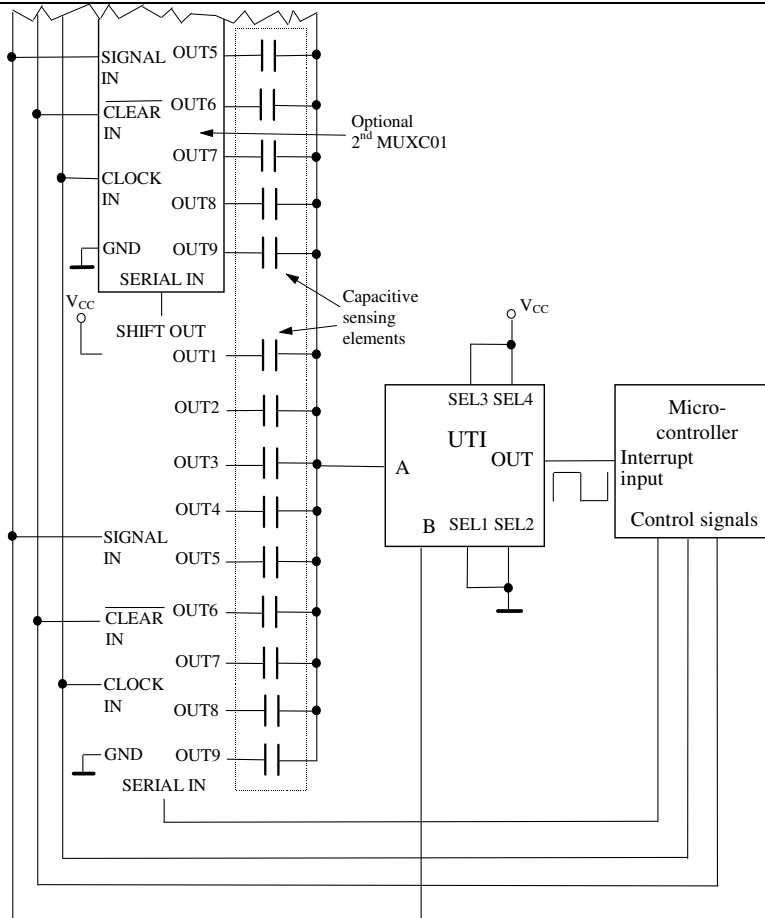 SIGNAL IN
OUT5
CLEAR IN
OUT6
Optional
2nd MUXC01
OUT7
CLOCK IN
OUT8
GND
OUT9
SERIAL IN
VCC
SHIFT OUT
Capacitive
sensing
elements
OUT1
OUT2
OUT3
OUT4
SIGNAL IN
OUT5
CLEAR IN
OUT6
OUT7
CLOCK IN
OUT8
GND
OUT9
SERIAL IN
VCC
SEL3 SEL4
UTI
OUT
A
B
SEL1 SEL2
Micro-
controller
Interrupt
input
Control signals